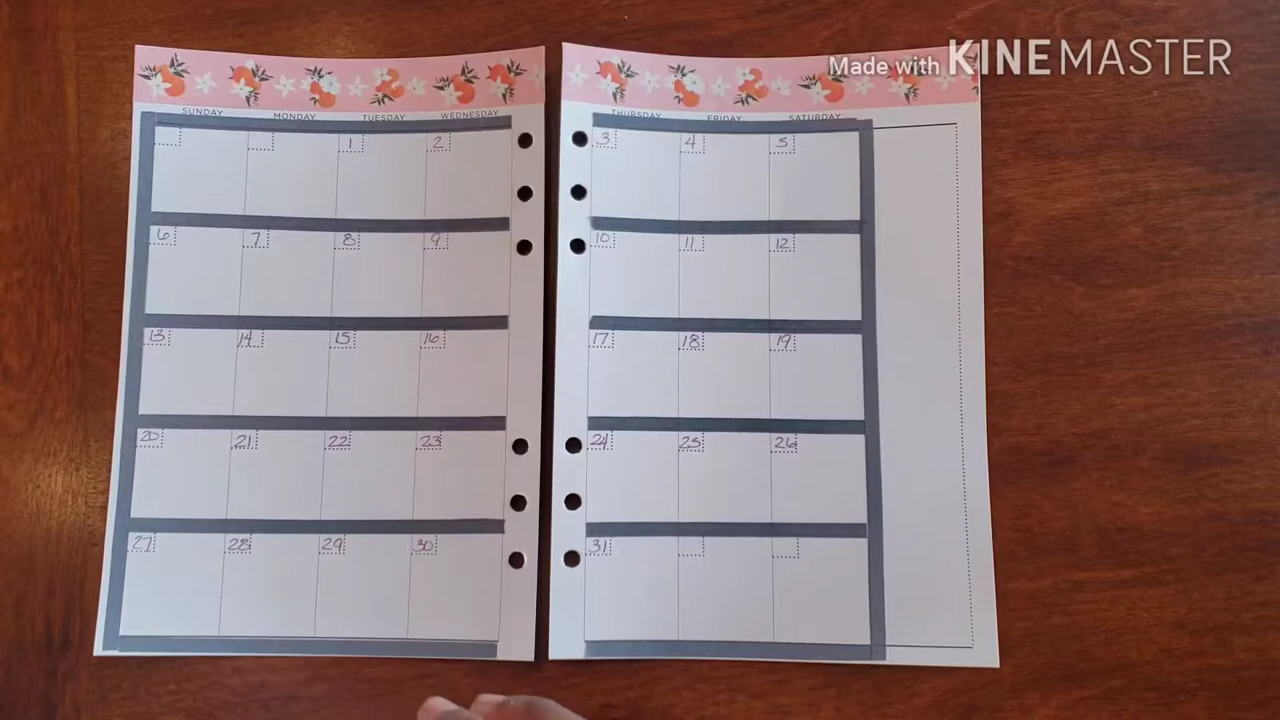 Made with KINEMASTER
SUNDAY MONDAY TUESDAY WEDNESDAY THURSDAY FRIDAY SATURDAY
1 2 3 4 5
6 7 8 9 10 11 12
13 14 15 16 17 18 19
20 21 22 23 24 25 26
27 28 29 30 31